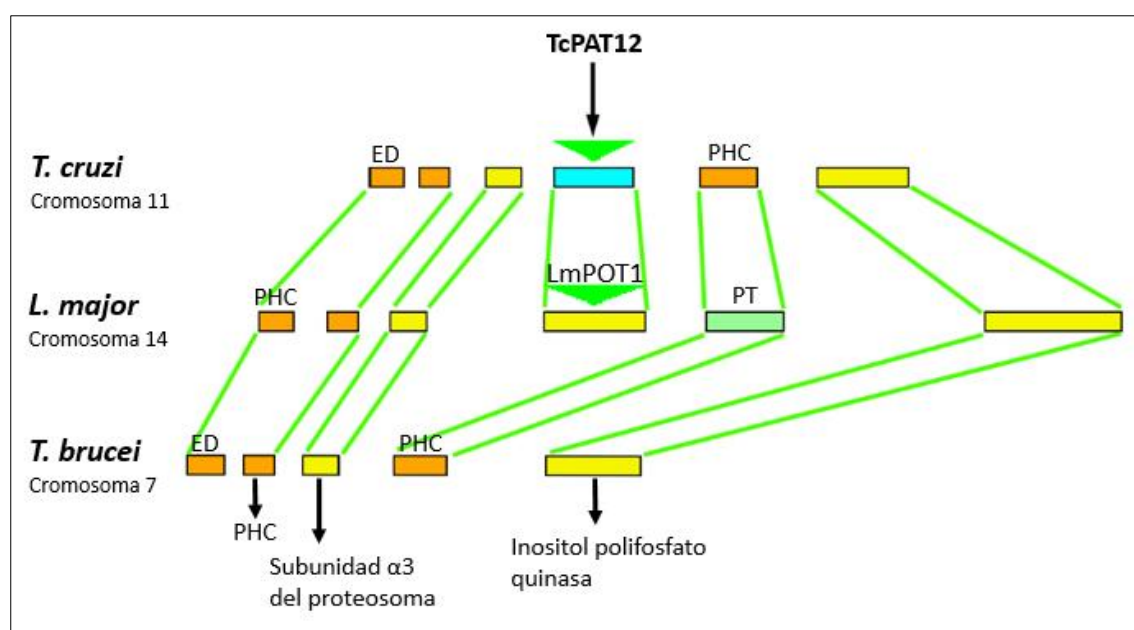 TcPAT12
T. cruzi
Cromosoma 11
ED
PHC
L. major
Cromosoma 14
PHC
LmPOT1
PT
T. brucei
Cromosoma 7
ED
PHC
PHC
Subunidad α3
del proteosoma
Inositol polifosfato
quinasa